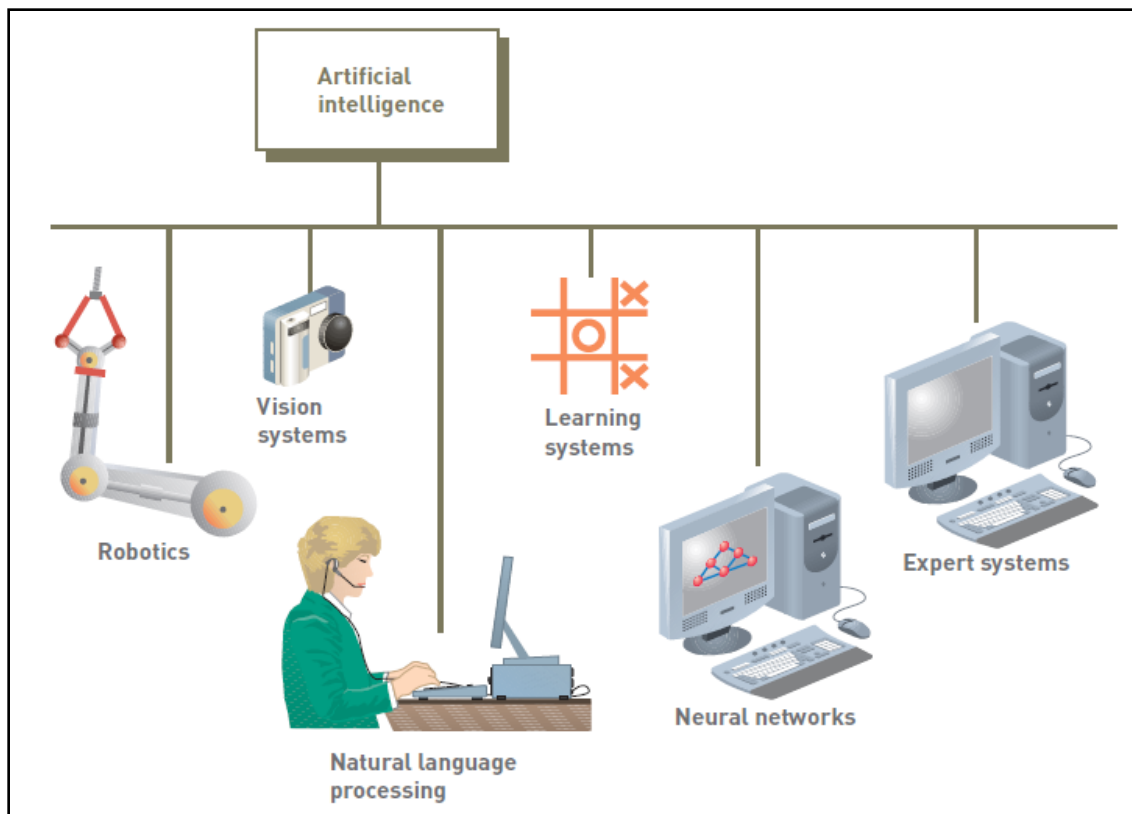 Artificial
intelligence
Vision
systems
Learning
systems
Robotics
Expert systems
Neural networks
Natural language
processing